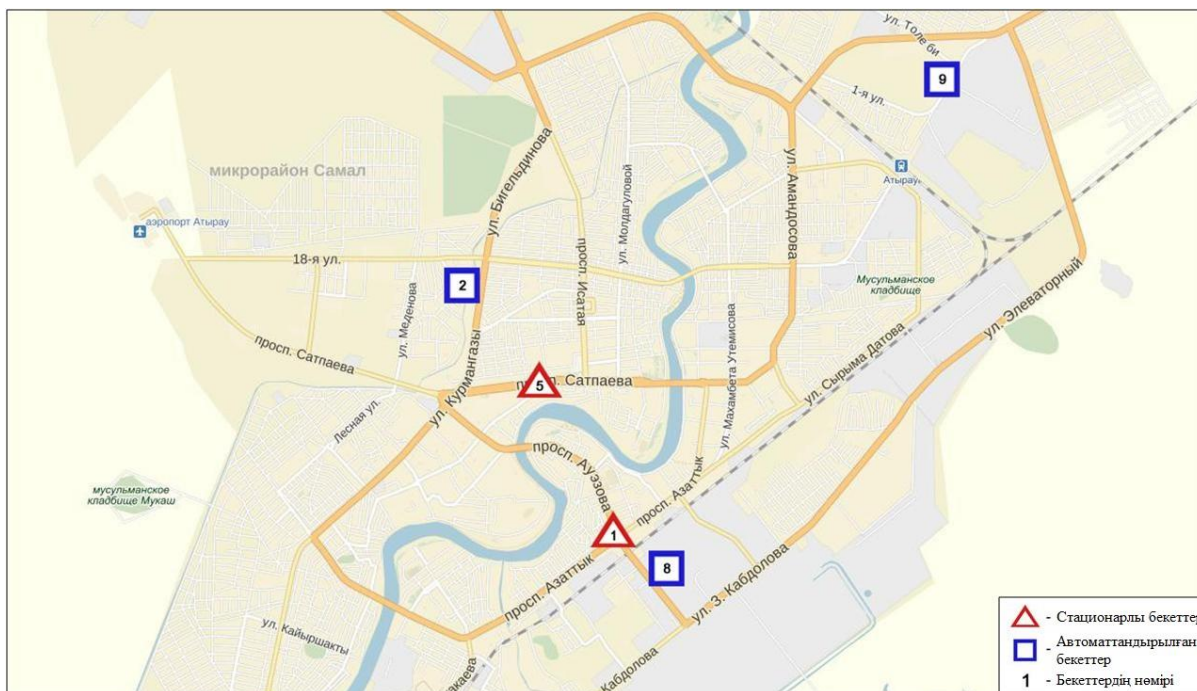 ул. Толе би
9
1-я ул.
ул. Бигельдинова
ул. Молдагуловой
ул. Амандосова
Атырау
микрорайон Самал
аэропорт Атырау
18-я ул.
2
просп. Исатая
Мусульманское
кладбище
ул. Элеваторный
ул. Меденова
просп. Сатпаева
ул. Курмангазы
5
Сатпаева
ул. Махамбета Утемисова
ул. Сырыма Датова
Лесная ул.
просп. Ауэзова
просп. Азаттык
мусульманское
кладбище Мукаш
1
8
просп. Азаттык
ул. З. Кабдолова
ул. Кайыршакты
Кабдолова
- Стационарлы бекеттер
- Автоматтандырылған
бекеттер
1 - Бекеттердің нөмірі